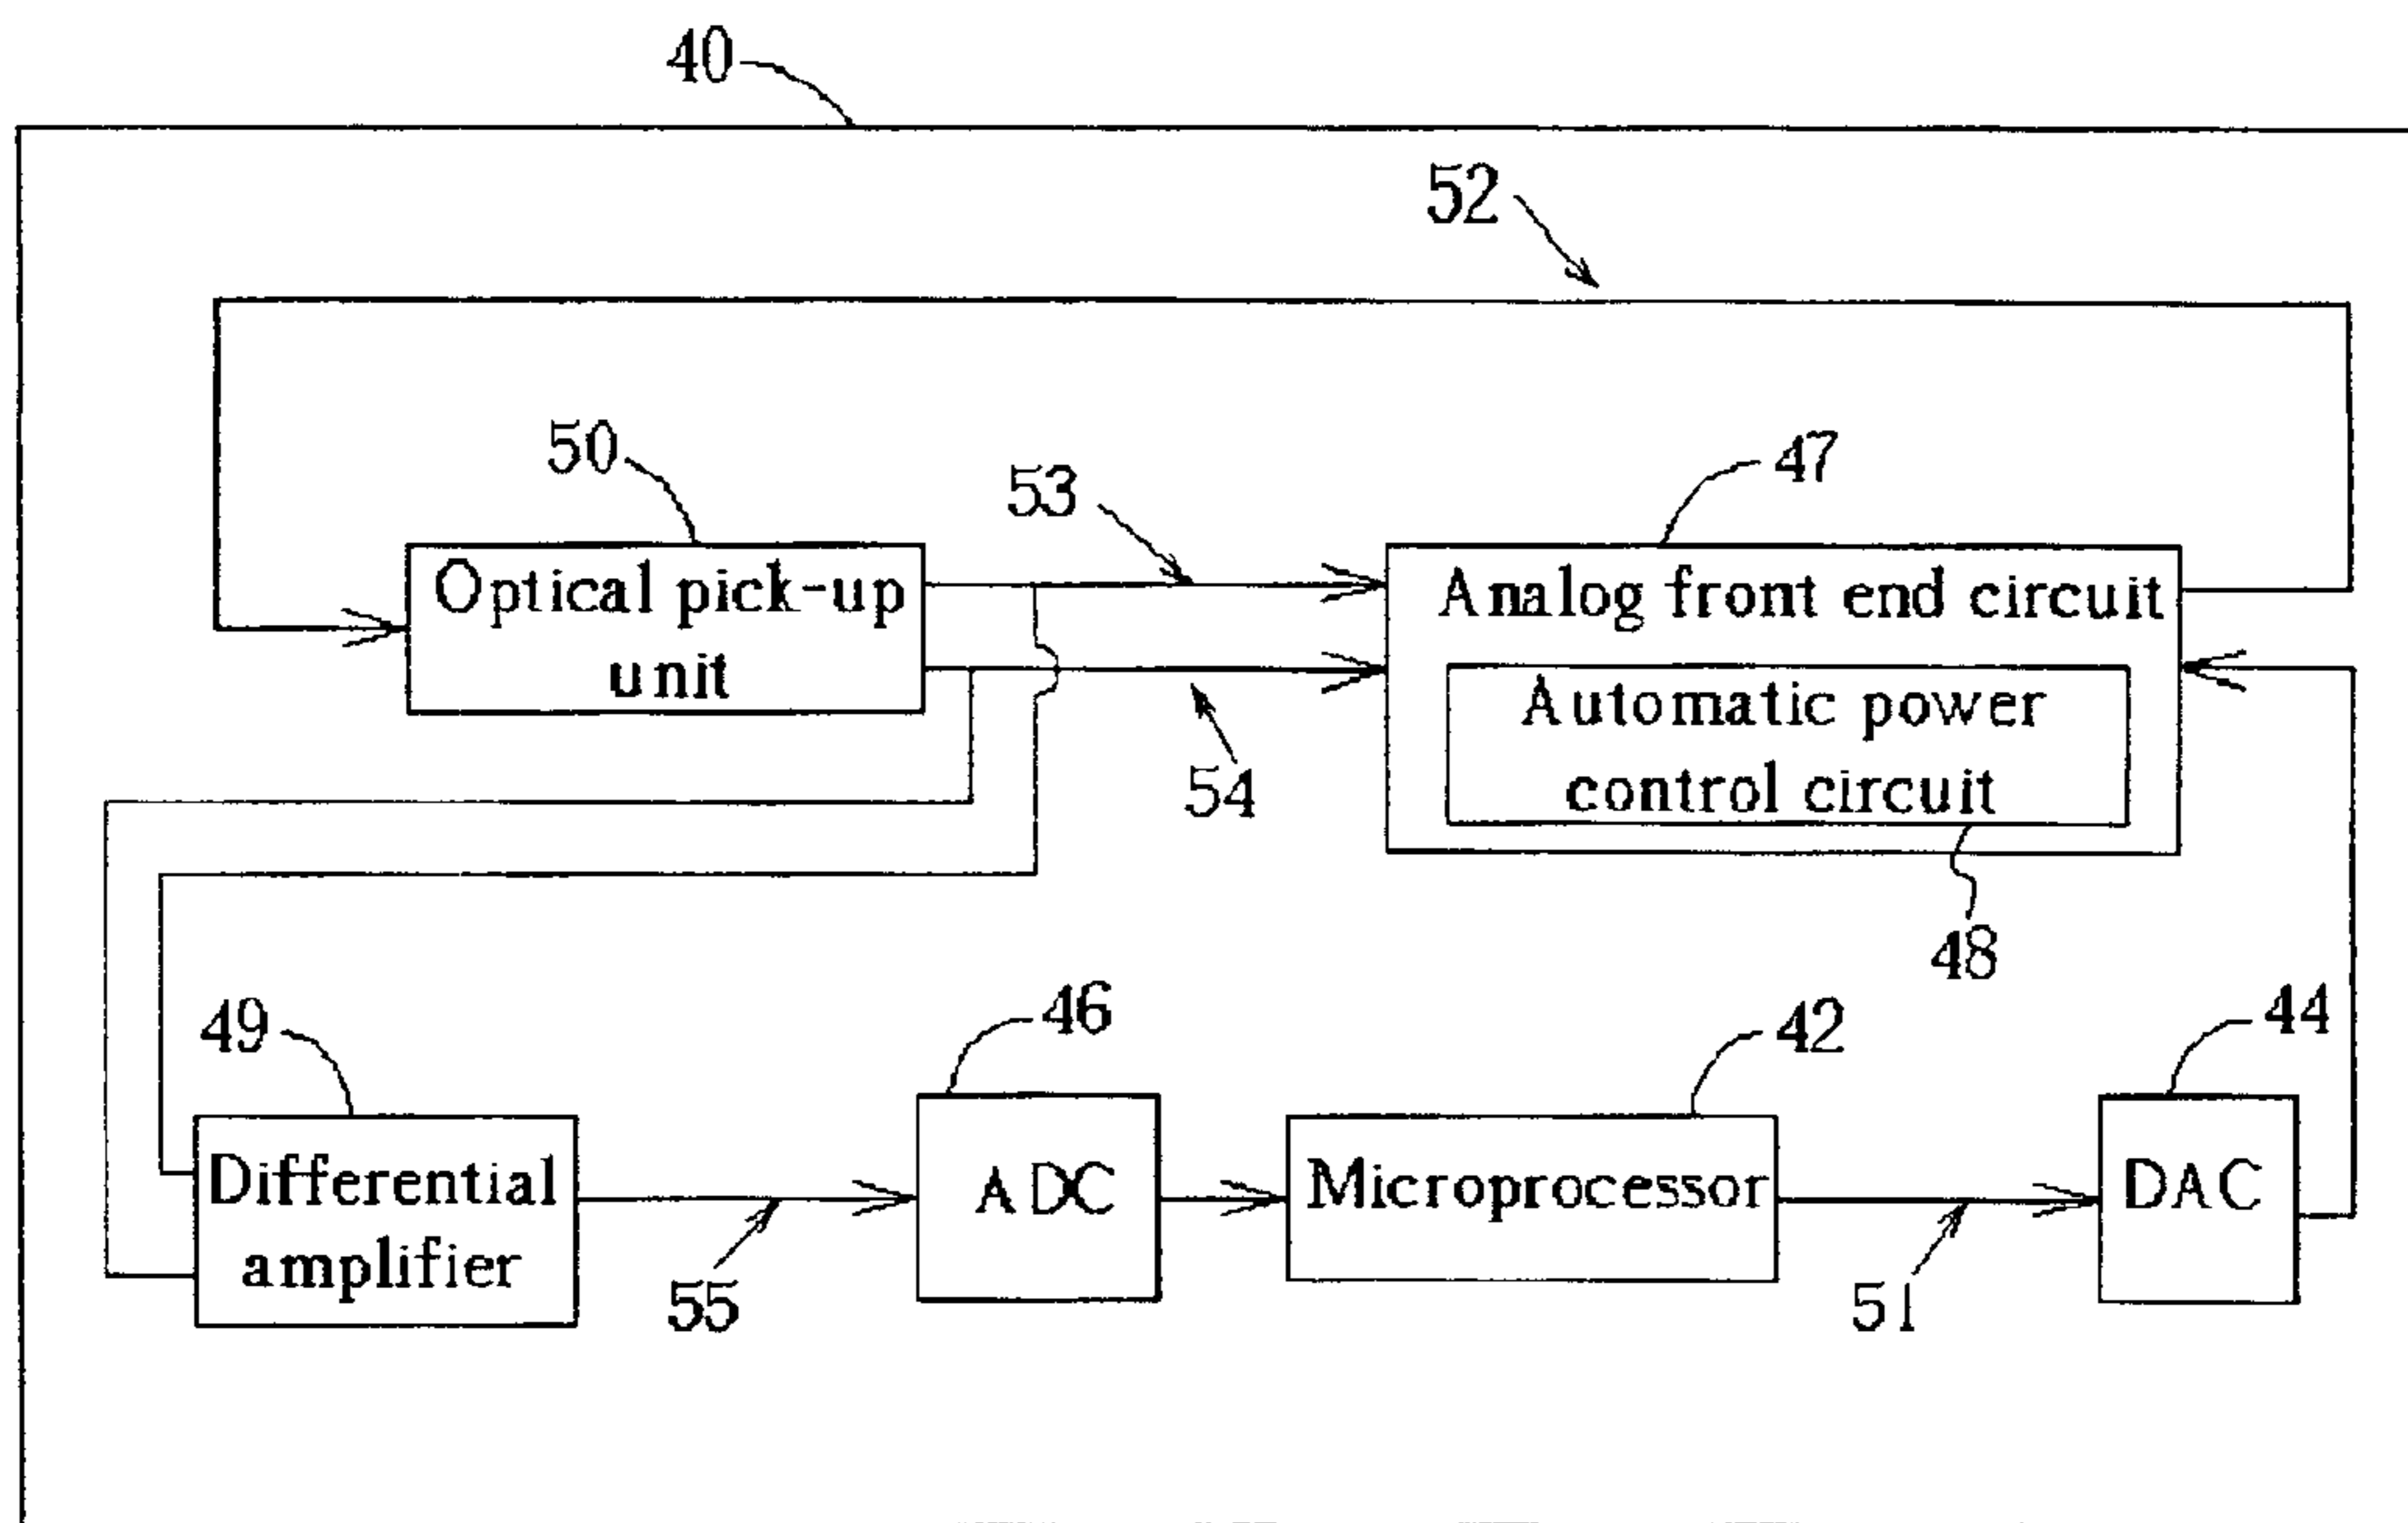 40
52
50
53
47
Optical pick-up
unit
Analog front end circuit
Automatic power
control circuit
54
48
49
46
42
44
Differential
amplifier
ADC
Microprocessor
DAC
55
51